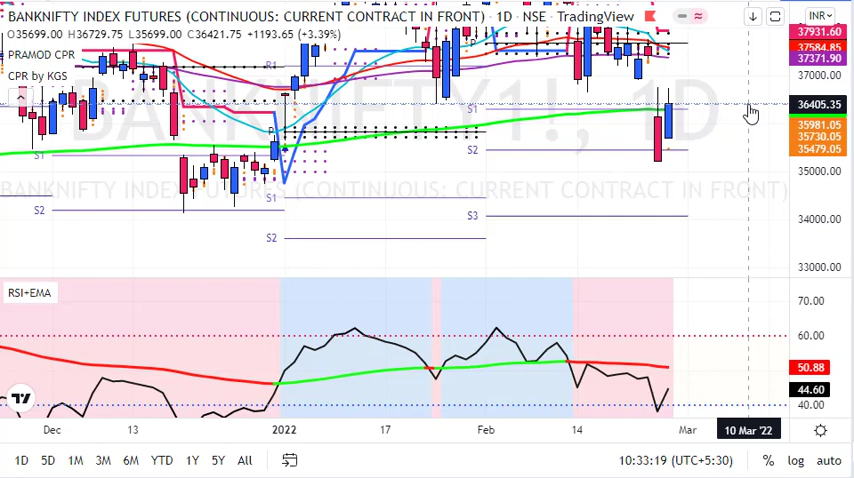 BANKNIFTY INDEX FUTURES (CONTINUOUS: CURRENT CONTRACT IN FRONT) · 1D · NSE · TradingView
INR
O35699.00 H36729.75 L35699.00 C36421.75 +1193.65 (+3.39%)
PRAMOD CPR
CPR by KGS
37931.60
37584.85
37371.90
37000.00
36405.35
35981.05
35730.05
35479.05
35000.00
34000.00
33000.00
R1
P
S1
S2
S1
S2
P
S1
S2
S3
BANKNIFTY1!, 1D
BANKNIFTY INDEX FUTURES (CONTINUOUS: CURRENT CONTRACT IN FRONT)
RSI+EMA
70.00
60.00
50.88
44.60
40.00
Dec 13 2022 17 Feb 14 Mar 10 Mar '22
1D 5D 1M 3M 6M YTD 1Y 5Y All 10:33:19 (UTC+5:30) % log auto